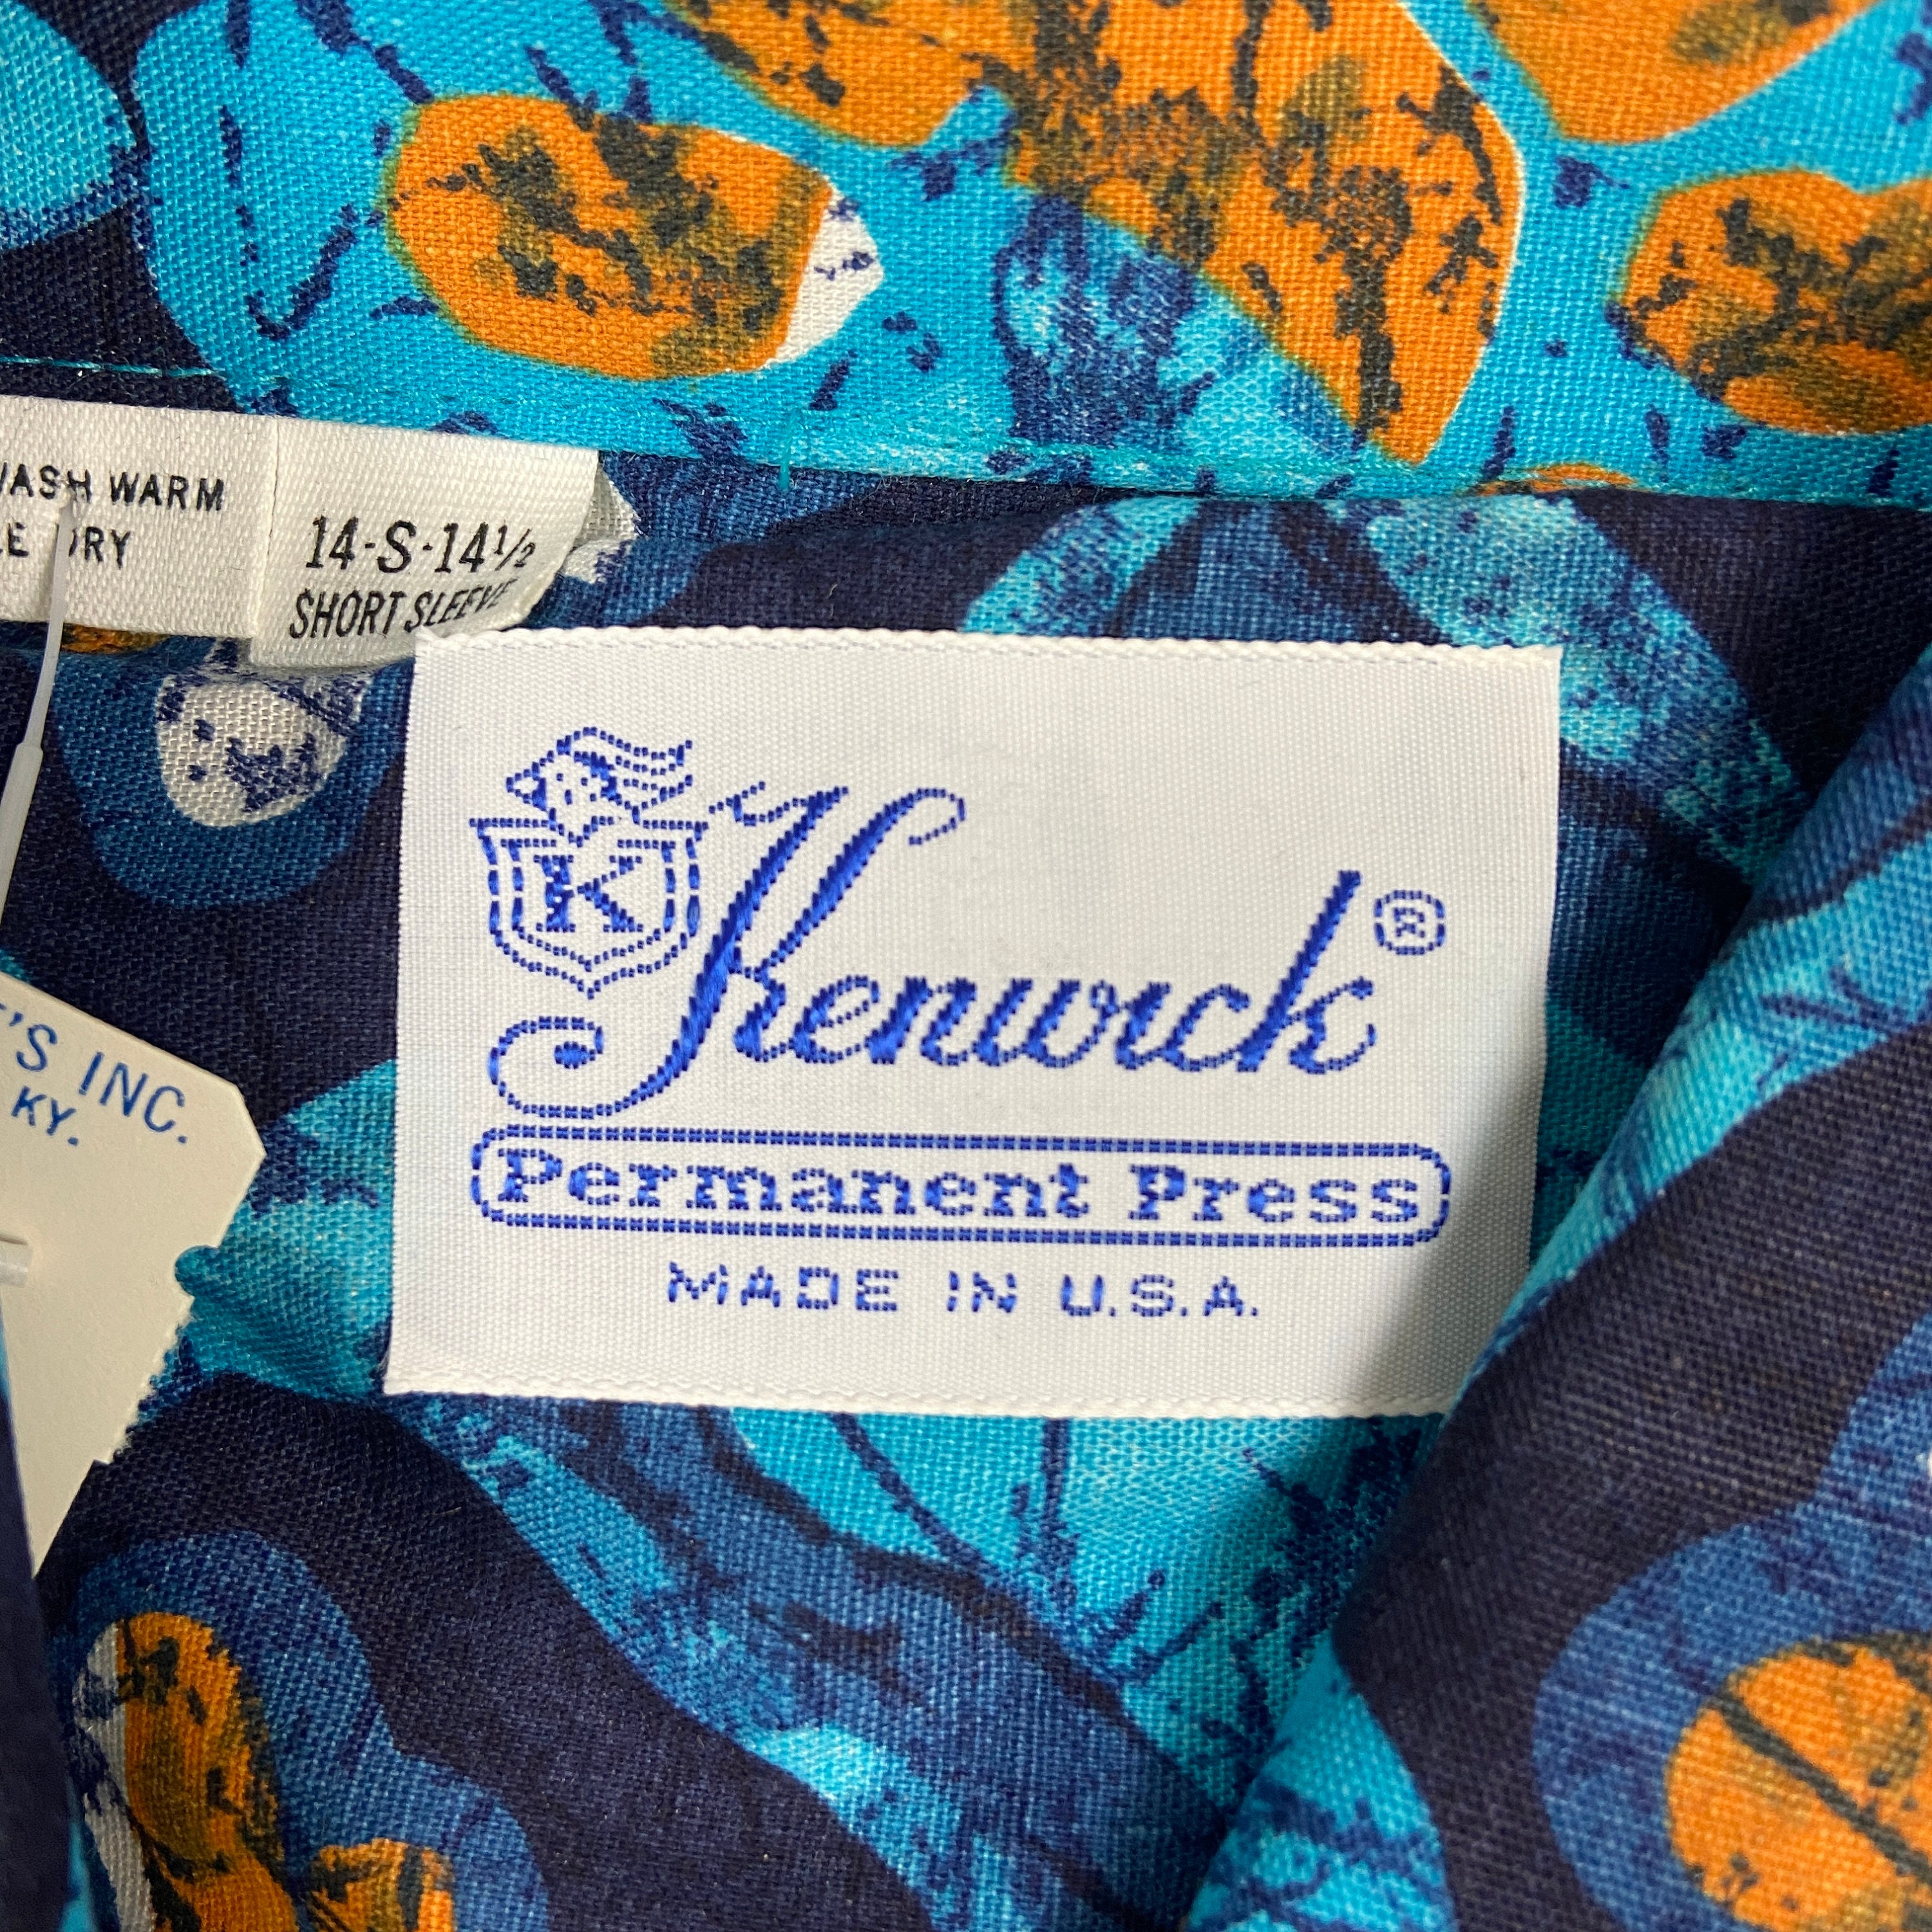 WASH WARM
DRY
14-S-14½
SHORT SLEEVE
K
Kenwick®
Permanent Press
MADE IN U.S.A.
'S INC.
KY.